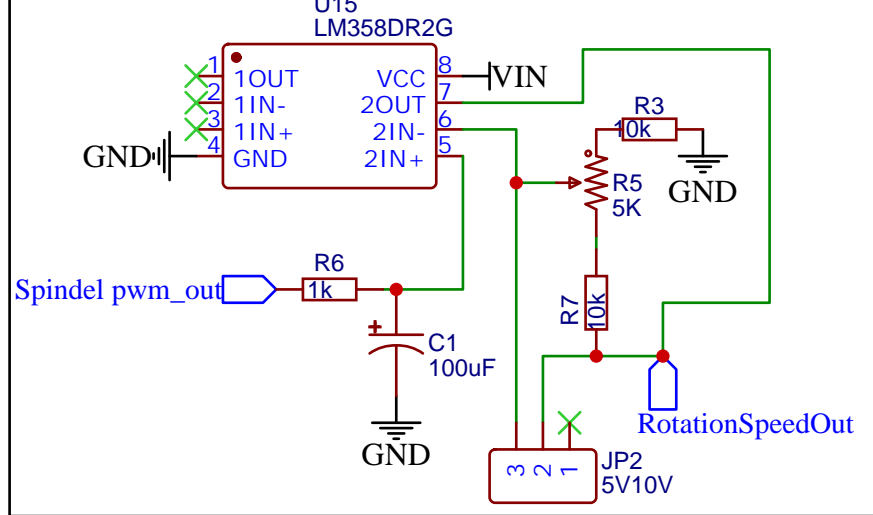 U15
LM358DR2G
1 1OUT VCC 8 VIN
2 1IN- 2OUT 7
3 1IN+ 2IN- 6
GND 4 GND 2IN+ 5
R3
10k
GND
R5
5K
Spindel pwm_out
R6
1k
R7
10k
C1
100uF
GND
RotationSpeedOut
3 2 1
JP2
5V10V